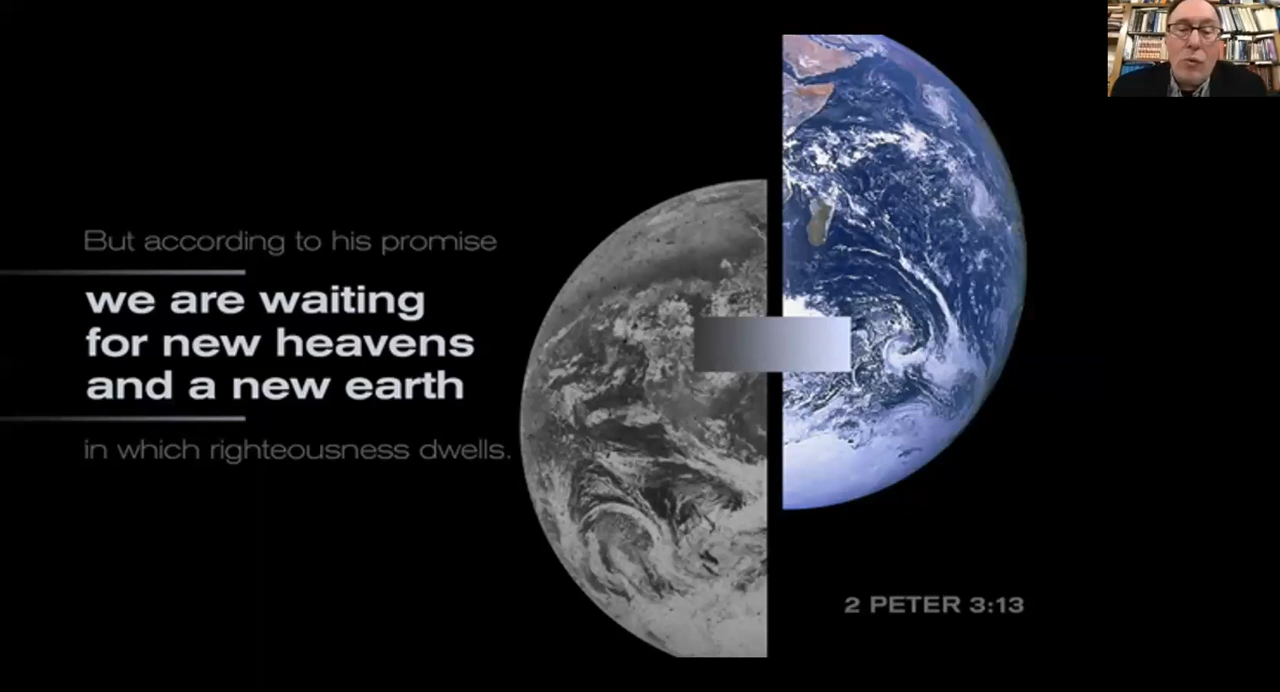 But according to his promise
we are waiting
for new heavens
and a new earth
in which righteousness dwells.
2 PETER 3:13